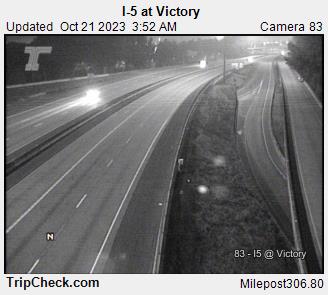 I-5 at Victory
Updated Oct 21 2023 3:52 AM Camera 83
T
N
83 - I5 @ Victory
TripCheck.com Milepost306.80